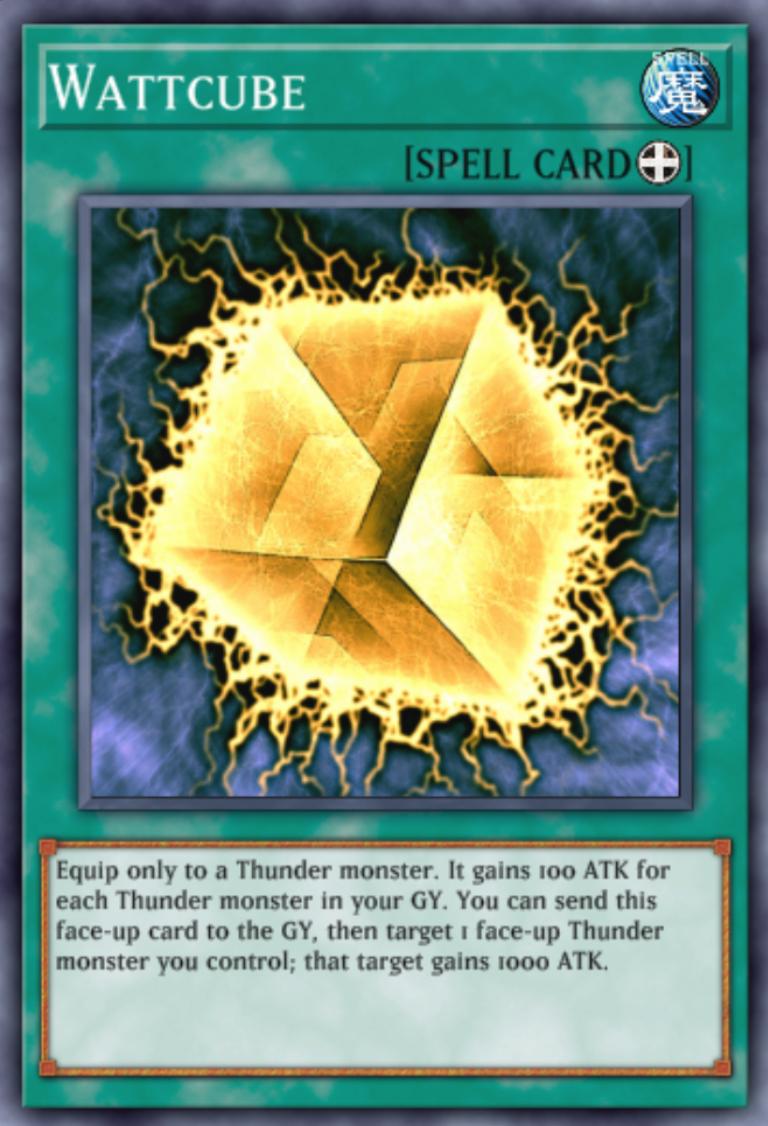 Wattcube
SPELL
魔
[SPELL CARD]
Equip only to a Thunder monster. It gains 100 ATK for
each Thunder monster in your GY. You can send this
face-up card to the GY, then target 1 face-up Thunder
monster you control; that target gains 1000 ATK.